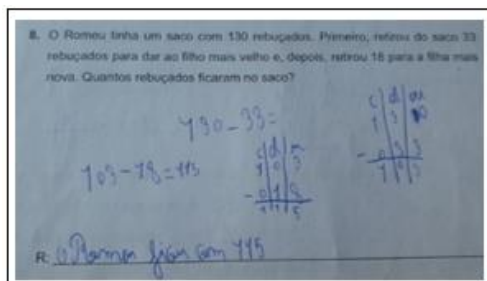 8. O Romeu tinha um saco com 130 rebuçados. Primeiro, retirou do saco 33
rebuçados para dar ao filho mais velho e, depois, retirou 18 para a filha mais
nova. Quantos rebuçados ficaram no saco?
130-33=
c d u
1 3 0
- 0 3 3
1 0 3
103-18=115
c d u
1 0 3
- 0 1 8
1 1 5
R: O Romeu ficou com 115